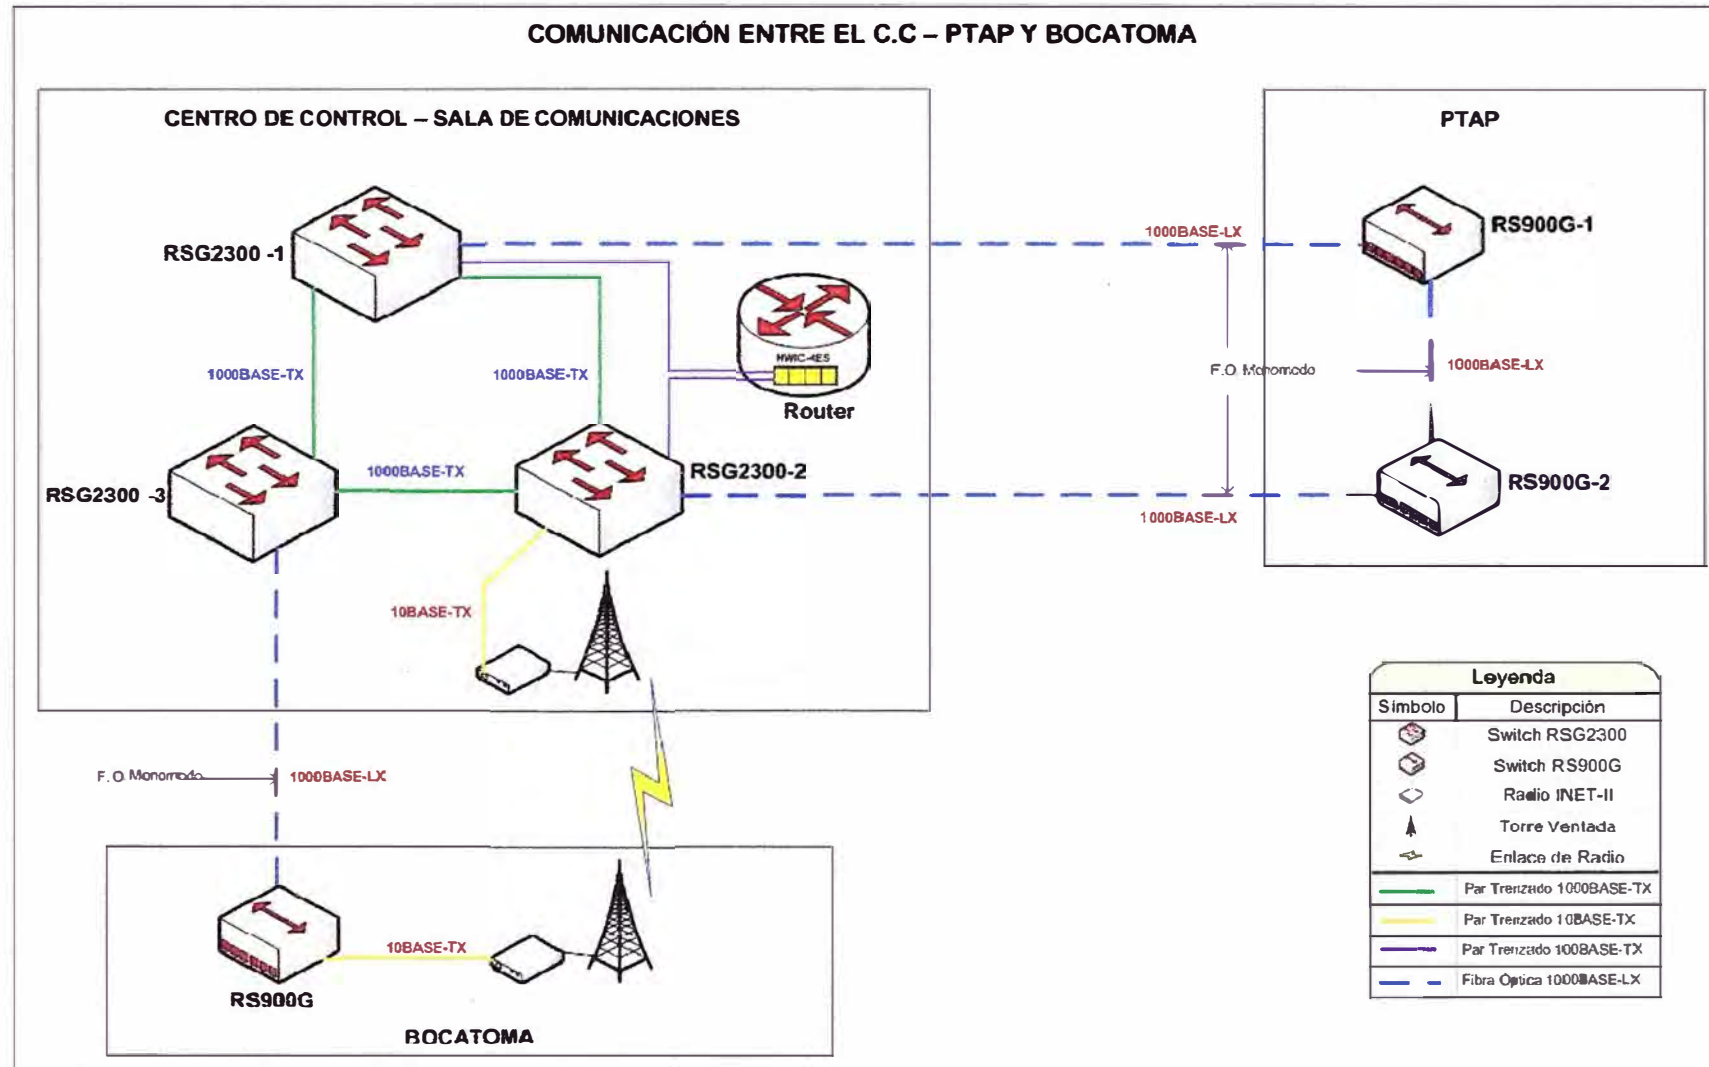 COMUNICACIÓN ENTRE EL C.C – PTAP Y BOCATOMA
CENTRO DE CONTROL – SALA DE COMUNICACIONES
PTAP
RSG2300 -1
1000BASE-LX
RS900G-1
HWIC-4ES
Router
1000BASE-TX
1000BASE-TX
F.O. Monomodo
1000BASE-LX
RSG2300 -3
1000BASE-TX
RSG2300-2
1000BASE-LX
RS900G-2
10BASE-TX
F.O. Monomodo
1000BASE-LX
RS900G
10BASE-TX
BOCATOMA
Leyenda
Símbolo Descripción
Switch RSG2300
Switch RS900G
Radio INET-II
Torre Ventada
Enlace de Radio
Par Trenzado 1000BASE-TX
Par Trenzado 10BASE-TX
Par Trenzado 100BASE-TX
Fibra Optica 1000BASE-LX